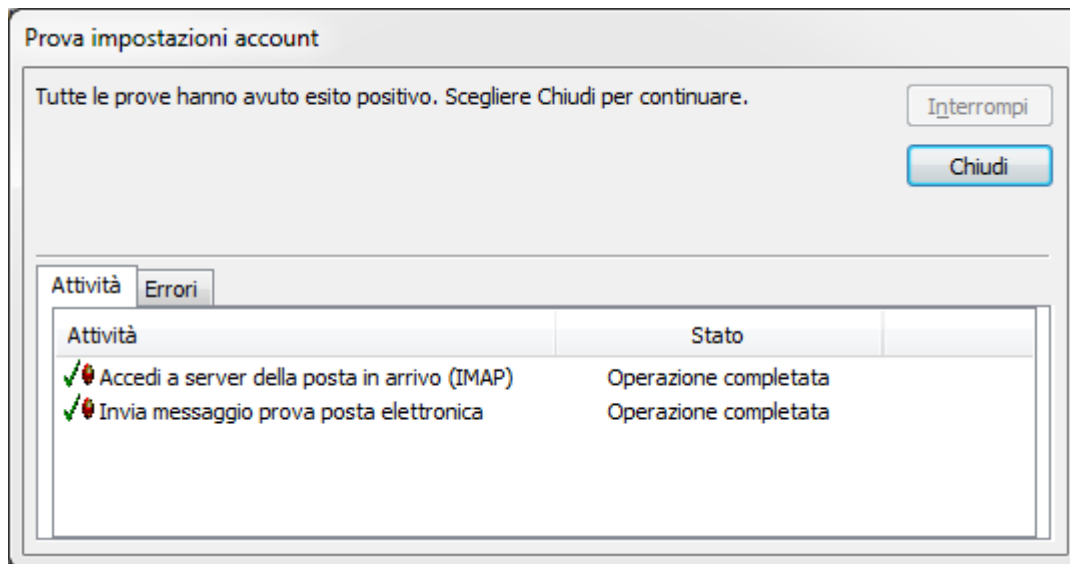 Prova impostazioni account
Tutte le prove hanno avuto esito positivo. Scegliere Chiudi per continuare.
Interrompi
Chiudi
Attività Errori
Attività Stato
Accedi a server della posta in arrivo (IMAP) Operazione completata
Invia messaggio prova posta elettronica Operazione completata